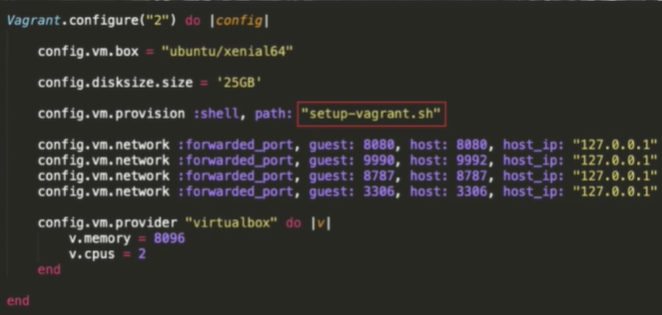 Vagrant.configure("2") do |config|
config.vm.box = "ubuntu/xenial64"
config.disksize.size = '25GB'
config.vm.provision :shell, path: "setup-vagrant.sh"
config.vm.network :forwarded_port, guest: 8080, host: 8080, host_ip: "127.0.0.1"
config.vm.network :forwarded_port, guest: 9990, host: 9992, host_ip: "127.0.0.1"
config.vm.network :forwarded_port, guest: 8787, host: 8787, host_ip: "127.0.0.1"
config.vm.network :forwarded_port, guest: 3306, host: 3306, host_ip: "127.0.0.1"
config.vm.provider "virtualbox" do |v|
v.memory = 8096
v.cpus = 2
end
end